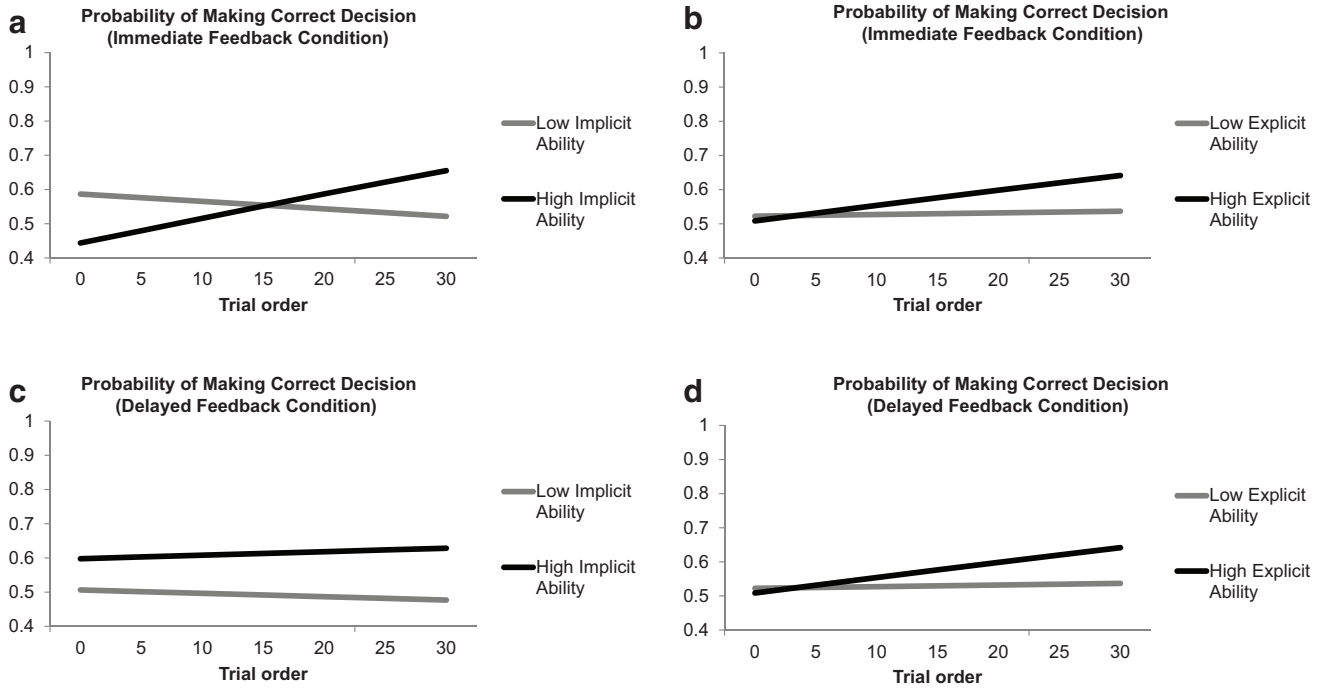 a
Probability of Making Correct Decision
(Immediate Feedback Condition)
1
0.9
0.8
0.7
0.6
0.5
0.4
0 5 10 15 20 25 30
Trial order
Low Implicit
Ability
High Implicit
Ability
b
Probability of Making Correct Decision
(Immediate Feedback Condition)
1
0.9
0.8
0.7
0.6
0.5
0.4
0 5 10 15 20 25 30
Trial order
Low Explicit
Ability
High Explicit
Ability
c
Probability of Making Correct Decision
(Delayed Feedback Condition)
1
0.9
0.8
0.7
0.6
0.5
0.4
0 5 10 15 20 25 30
Trial order
Low Implicit
Ability
High Implicit
Ability
d
Probability of Making Correct Decision
(Delayed Feedback Condition)
1
0.9
0.8
0.7
0.6
0.5
0.4
0 5 10 15 20 25 30
Trial order
Low Explicit
Ability
High Explicit
Ability